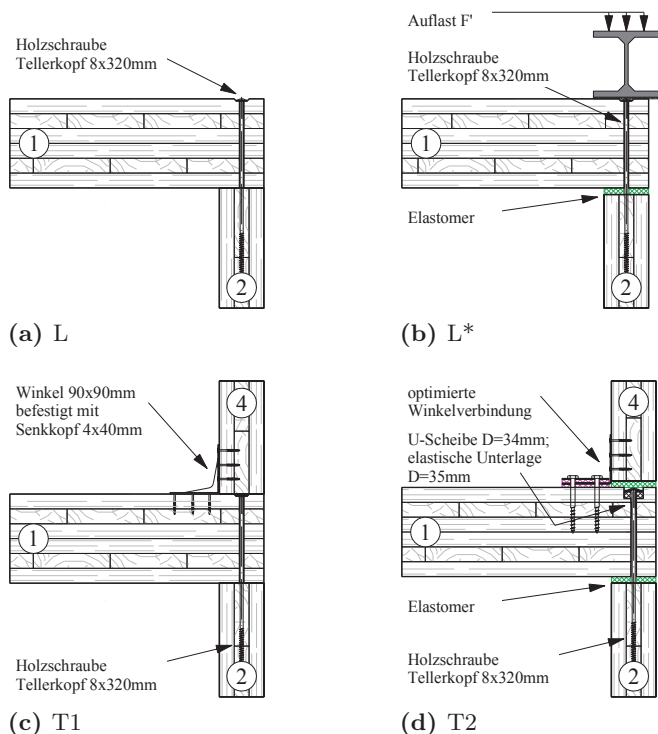 Holzschraube
Tellerkopf 8x320mm
1
2
(a) L
Auflast F'
Holzschraube
Tellerkopf 8x320mm
1
Elastomer
2
(b) L*
Winkel 90x90mm
befestigt mit
Senkkopf 4x40mm
4
1
Holzschraube
Tellerkopf 8x320mm
2
(c) T1
optimierte
Winkelverbindung
U-Scheibe D=34mm;
elastische Unterlage
D=35mm
4
1
Elastomer
Holzschraube
Tellerkopf 8x320mm
2
(d) T2